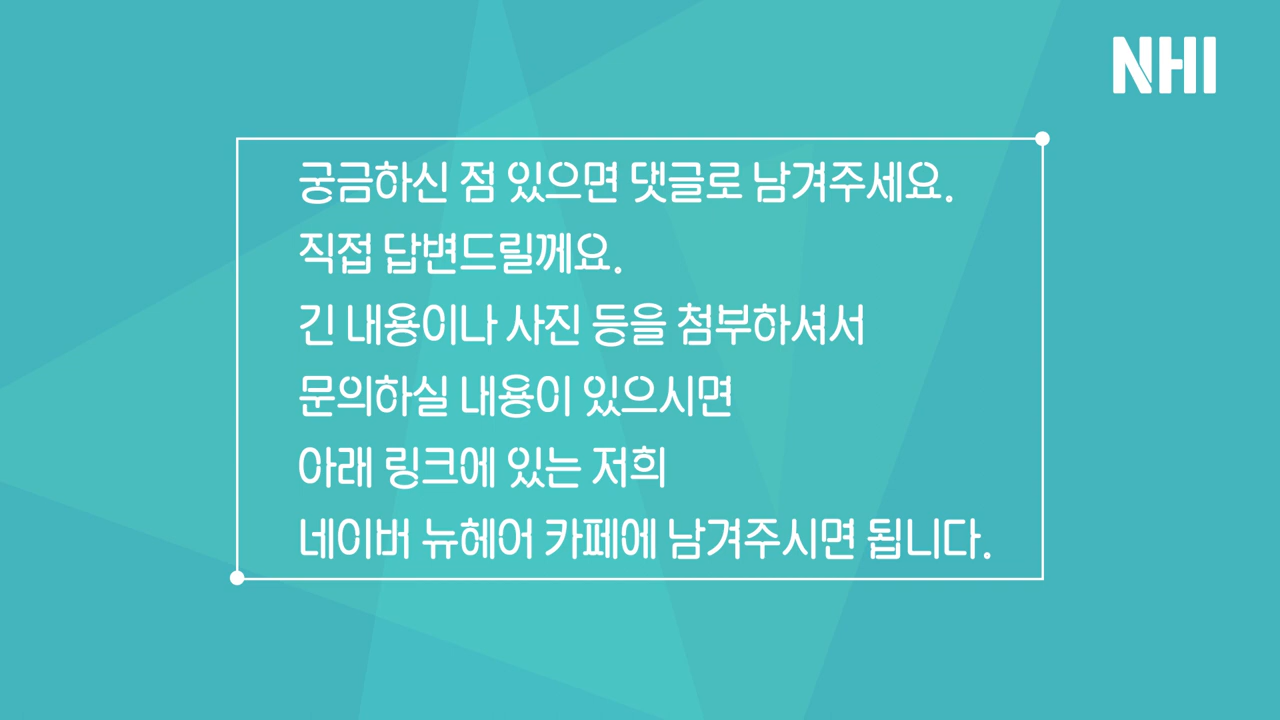 NHI
궁금하신 점 있으면 댓글로 남겨주세요.
직접 답변드릴께요.
긴 내용이나 사진 등을 첨부하셔서
문의하실 내용이 있으시면
아래 링크에 있는 저희
네이버 뉴헤어 카페에 남겨주시면 됩니다.